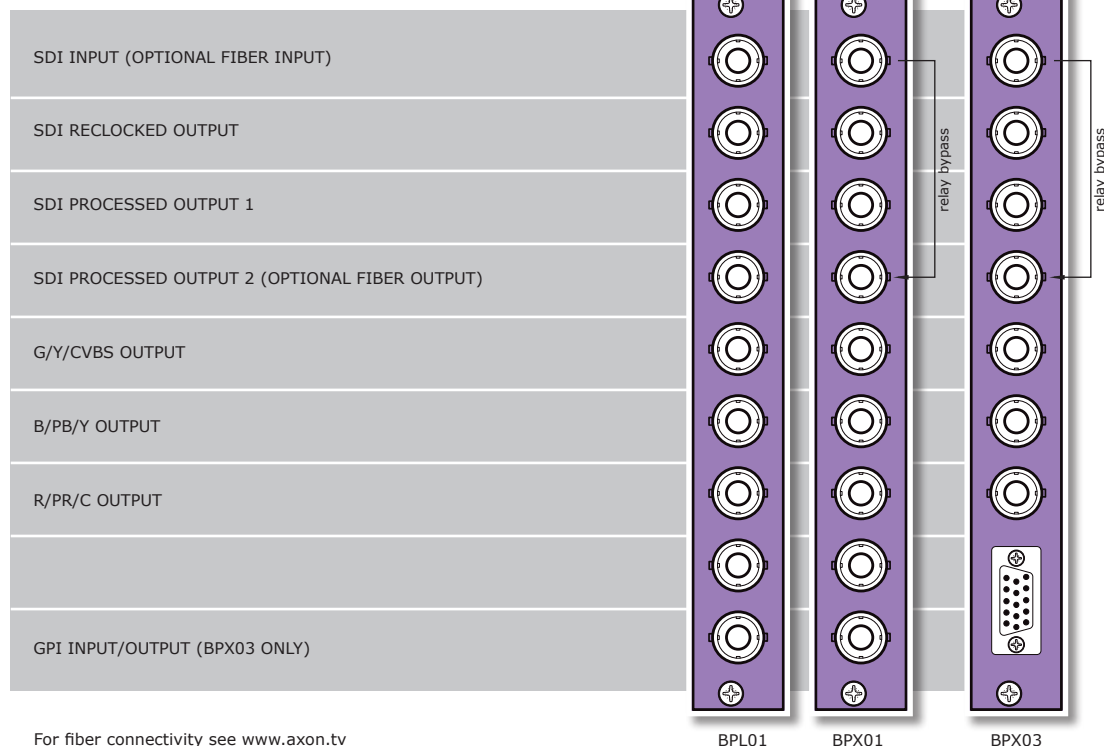 SDI INPUT (OPTIONAL FIBER INPUT)
SDI RECLOCKED OUTPUT
SDI PROCESSED OUTPUT 1
SDI PROCESSED OUTPUT 2 (OPTIONAL FIBER OUTPUT)
G/Y/CVBS OUTPUT
B/PB/Y OUTPUT
R/PR/C OUTPUT
GPI INPUT/OUTPUT (BPX03 ONLY)
relay bypass
relay bypass
For fiber connectivity see www.axon.tv
BPL01
BPX01
BPX03